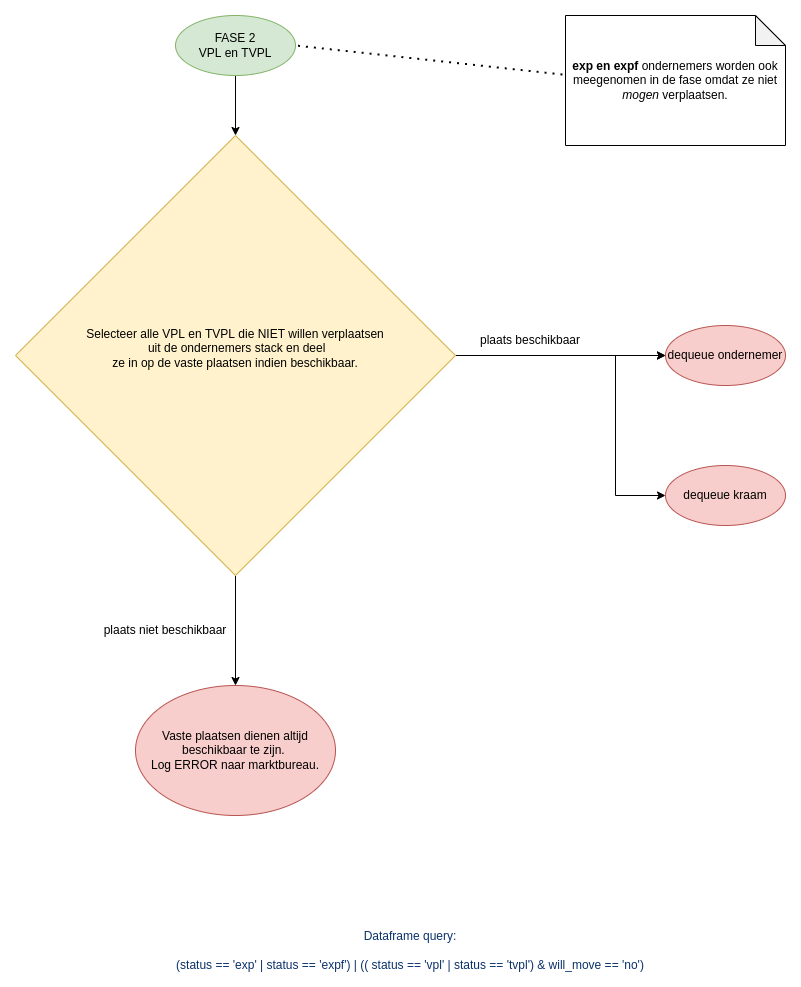 FASE 2
VPL en TVPL
exp en expf ondernemers worden ook
meegenomen in de fase omdat ze niet
mogen verplaatsen.
Selecteer alle VPL en TVPL die NIET willen verplaatsen
uit de ondernemers stack en deel
ze in op de vaste plaatsen indien beschikbaar.
plaats beschikbaar
dequeue ondernemer
dequeue kraam
plaats niet beschikbaar
Vaste plaatsen dienen altijd
beschikbaar te zijn.
Log ERROR naar marktbureau.
Dataframe query:
(status == 'exp' | status == 'expf') | (( status == 'vpl' | status == 'tvpl') & will_move == 'no')